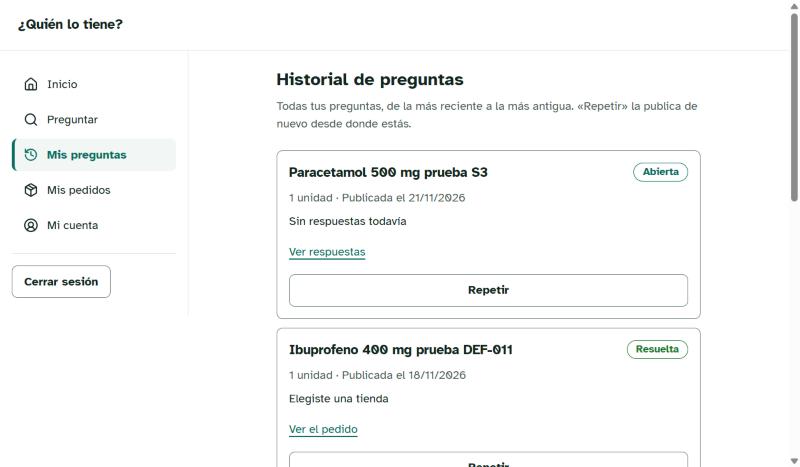 ¿Quién lo tiene?
Inicio
Preguntar
Mis preguntas
Mis pedidos
Mi cuenta
Cerrar sesión
Historial de preguntas
Todas tus preguntas, de la más reciente a la más antigua. «Repetir» la publica de
nuevo desde donde estás.
Paracetamol 500 mg prueba S3
Abierta
1 unidad · Publicada el 21/11/2026
Sin respuestas todavía
Ver respuestas
Repetir
Ibuprofeno 400 mg prueba DEF-011
Resuelta
1 unidad · Publicada el 18/11/2026
Elegiste una tienda
Ver el pedido
Repetir